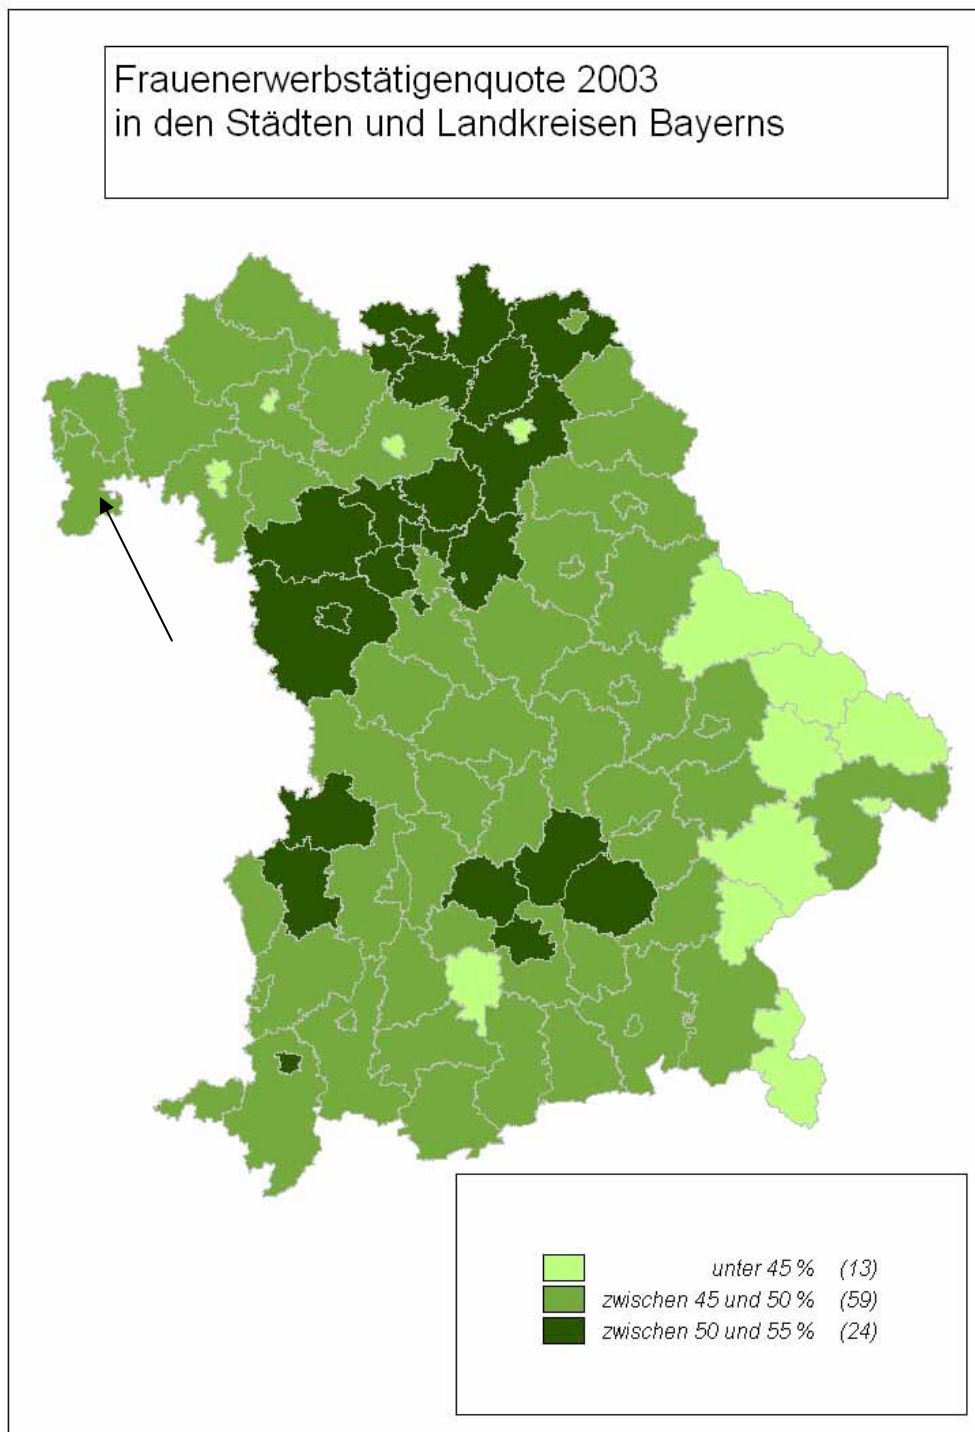 Frauenerwerbstätigenquote 2003
in den Städten und Landkreisen Bayerns
unter 45 % (13)
zwischen 45 und 50 % (59)
zwischen 50 und 55 % (24)